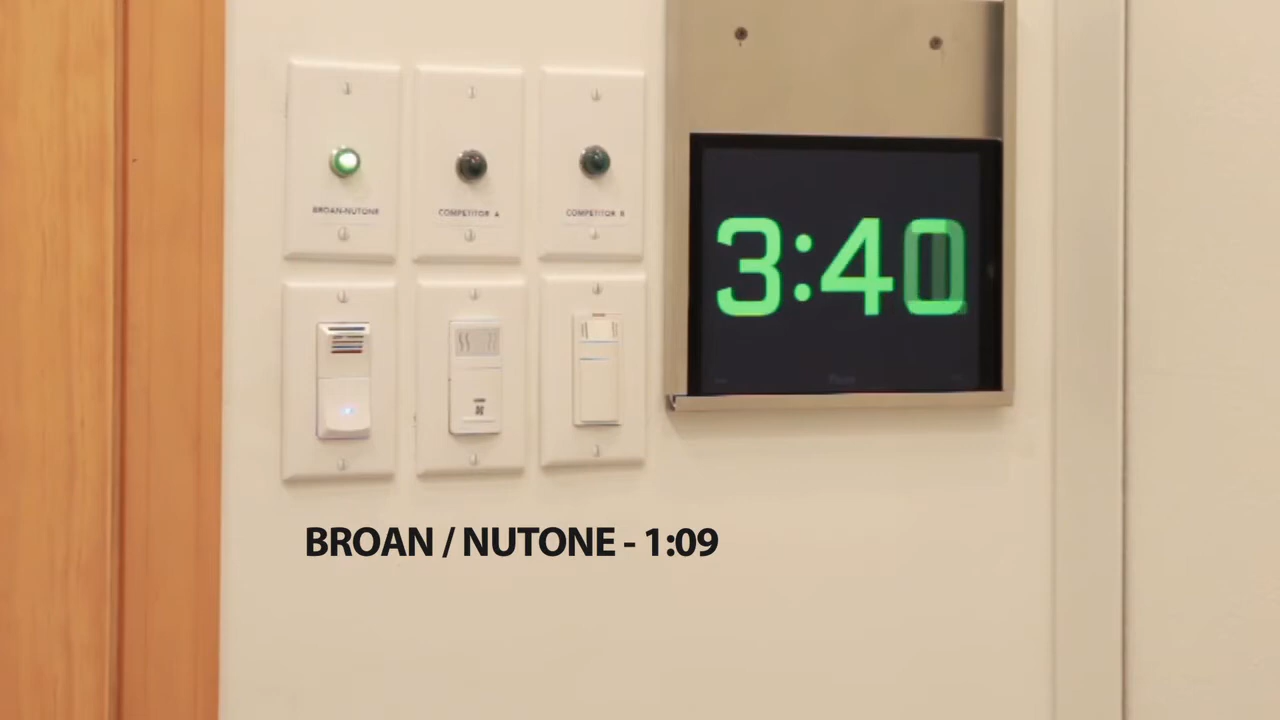 BROAN-NUTONE
COMPETITOR A
COMPETITOR B
3:40
BROAN / NUTONE - 1:09